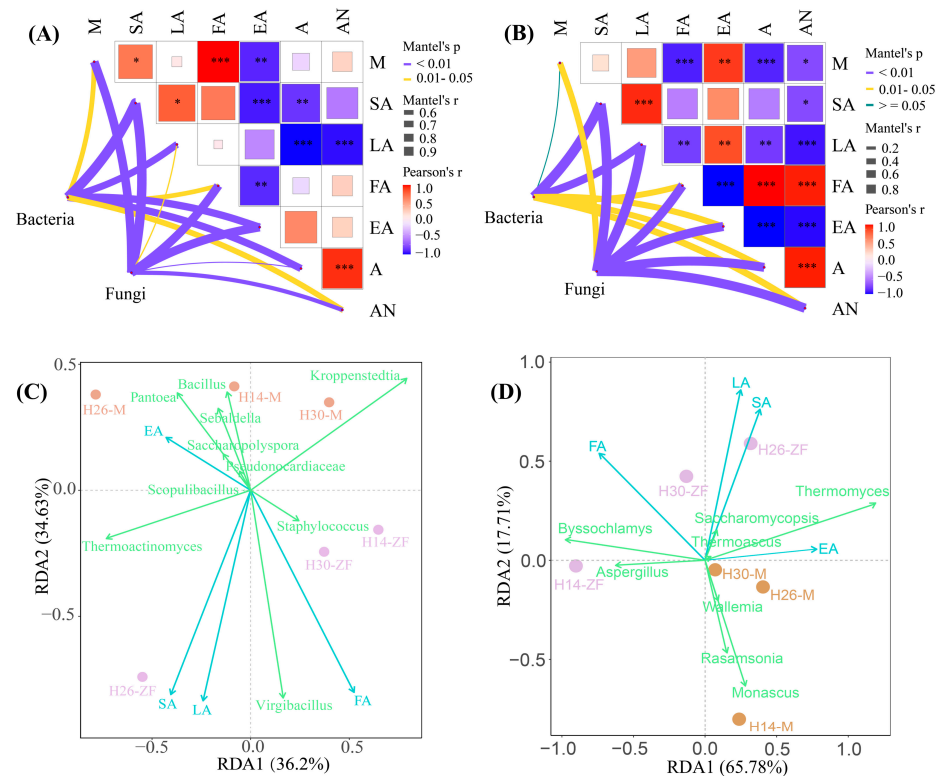 (A)
M SA LA FA EA A AN
* *** ** M
* *** ** SA
*** *** LA
** FA
EA
*** A
AN
Bacteria
Fungi
Mantel's p
< 0.01
0.01- 0.05
Mantel's r
0.6
0.7
0.8
0.9
Pearson's r
1.0
0.5
0.0
−0.5
−1.0
(B)
M SA LA FA EA A AN
*** ** *** * M
*** * SA
** ** ** *** LA
*** *** *** FA
*** *** EA
*** A
AN
Bacteria
Fungi
Mantel's p
< 0.01
0.01- 0.05
> = 0.05
Mantel's r
0.2
0.4
0.6
0.8
Pearson's r
1.0
0.5
0.0
−0.5
−1.0
(C)
0.5
0.0
−0.5
RDA2 (34.63%)
Kroppenstedtia
Bacillus
Pantoea
H26-M
H14-M
H30-M
Sebaldella
EA
Saccharopolyspora
Pseudonocardiaceae
Scopulibacillus
Staphylococcus
H14-ZF
Thermoactinomyces
H30-ZF
H26-ZF
SA
LA
Virgibacillus
FA
−0.5 0.0 0.5
RDA1 (36.2%)
(D)
1.0
0.5
0.0
−0.5
RDA2 (17.71%)
LA
SA
FA
H26-ZF
H30-ZF
Thermomyces
Saccharomycopsis
Byssochlamys
Thermoascus
EA
Aspergillus
H14-ZF
H30-M
H26-M
Wallemia
Rasamsonia
Monascus
H14-M
−1.0 −0.5 0.0 0.5 1.0
RDA1 (65.78%)